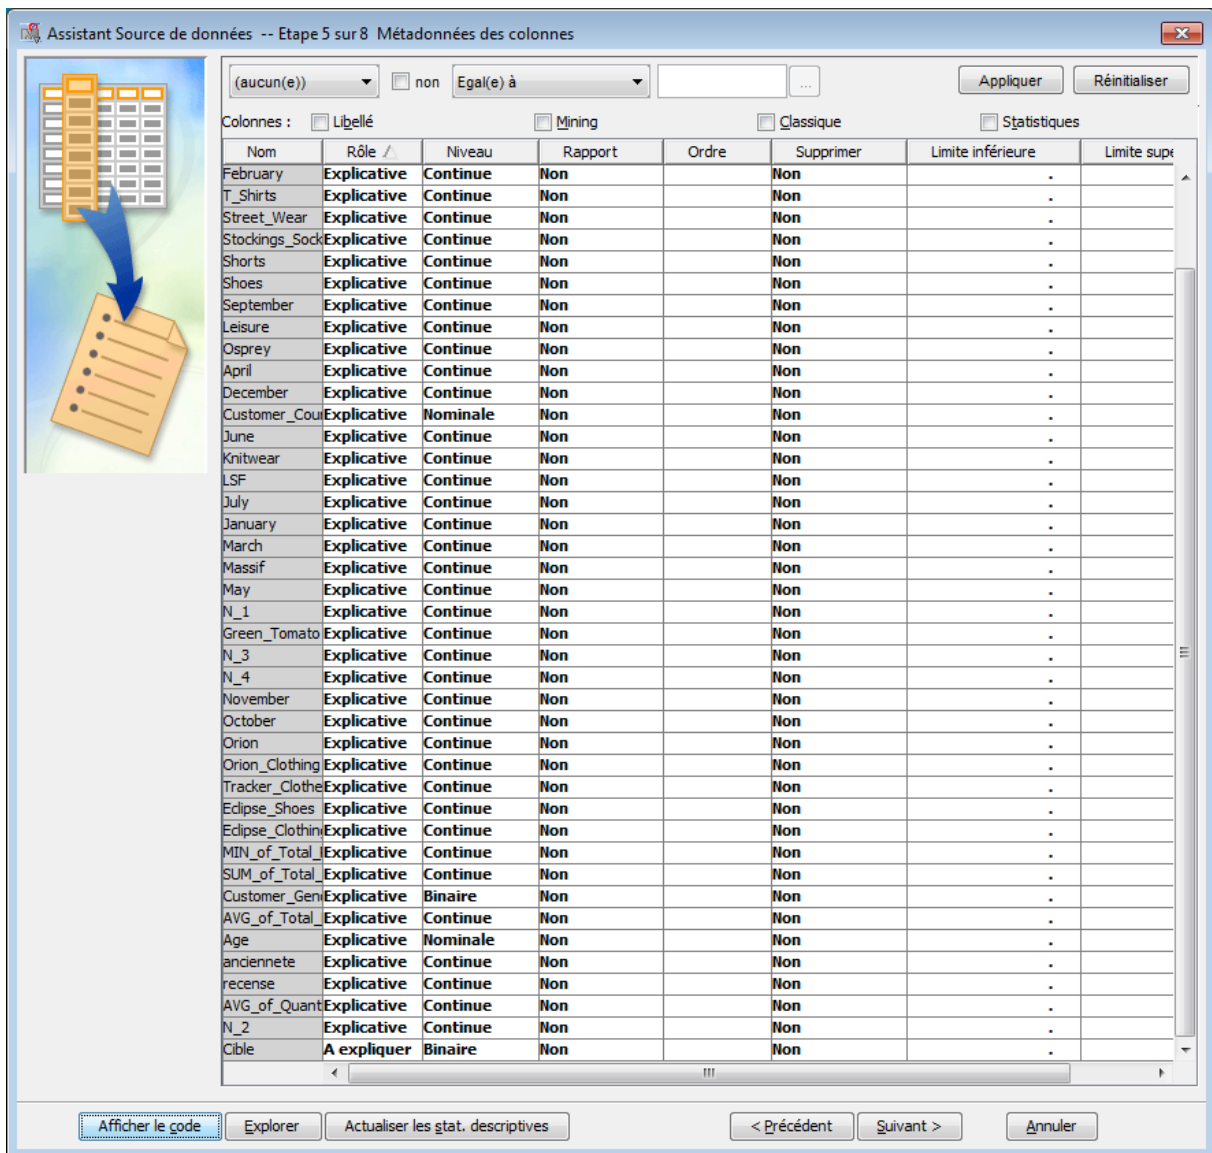 Assistant Source de données -- Etape 5 sur 8 Métadonnées des colonnes
(aucun(e)) non Egal(e) à ... Appliquer Réinitialiser
Colonnes : Libellé Mining Classique Statistiques
Nom Rôle Niveau Rapport Ordre Supprimer Limite inférieure Limite supe
February Explicative Continue Non Non .
T_Shirts Explicative Continue Non Non .
Street_Wear Explicative Continue Non Non .
Stockings_Sock Explicative Continue Non Non .
Shorts Explicative Continue Non Non .
Shoes Explicative Continue Non Non .
September Explicative Continue Non Non .
Leisure Explicative Continue Non Non .
Osprey Explicative Continue Non Non .
April Explicative Continue Non Non .
December Explicative Continue Non Non .
Customer_Cour Explicative Nominale Non Non .
June Explicative Continue Non Non .
Knitwear Explicative Continue Non Non .
LSF Explicative Continue Non Non .
July Explicative Continue Non Non .
January Explicative Continue Non Non .
March Explicative Continue Non Non .
Massif Explicative Continue Non Non .
May Explicative Continue Non Non .
N_1 Explicative Continue Non Non .
Green_Tomato Explicative Continue Non Non .
N_3 Explicative Continue Non Non .
N_4 Explicative Continue Non Non .
November Explicative Continue Non Non .
October Explicative Continue Non Non .
Orion Explicative Continue Non Non .
Orion_Clothing Explicative Continue Non Non .
Tracker_Clothe Explicative Continue Non Non .
Eclipse_Shoes Explicative Continue Non Non .
Eclipse_Clothin Explicative Continue Non Non .
MIN_of_Total_ Explicative Continue Non Non .
SUM_of_Total_ Explicative Continue Non Non .
Customer_Gen Explicative Binaire Non Non .
AVG_of_Total_ Explicative Continue Non Non .
Age Explicative Nominale Non Non .
anciennete Explicative Continue Non Non .
recense Explicative Continue Non Non .
AVG_of_Quant Explicative Continue Non Non .
N_2 Explicative Continue Non Non .
Cible A expliquer Binaire Non Non .
Afficher le code Explorer Actualiser les stat. descriptives < Précédent Suivant > Annuler